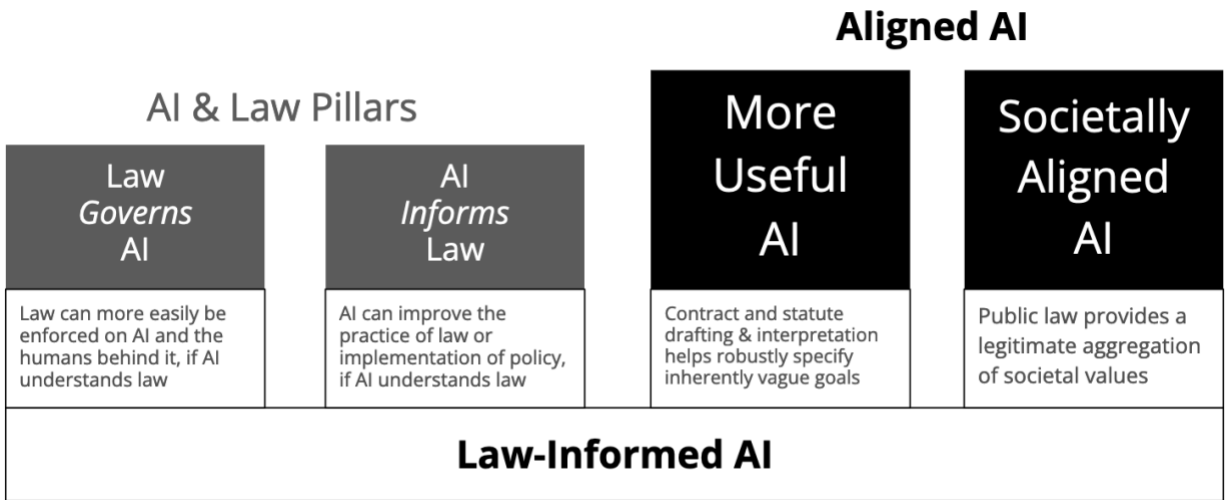 Aligned AI
AI & Law Pillars
Law
Governs
AI
Law can more easily be
enforced on AI and the
humans behind it, if AI
understands law
AI
Informs
Law
AI can improve the
practice of law or
implementation of policy,
if AI understands law
More
Useful
AI
Contract and statute
drafting & interpretation
helps robustly specify
inherently vague goals
Societally
Aligned
AI
Public law provides a
legitimate aggregation
of societal values
Law-Informed AI